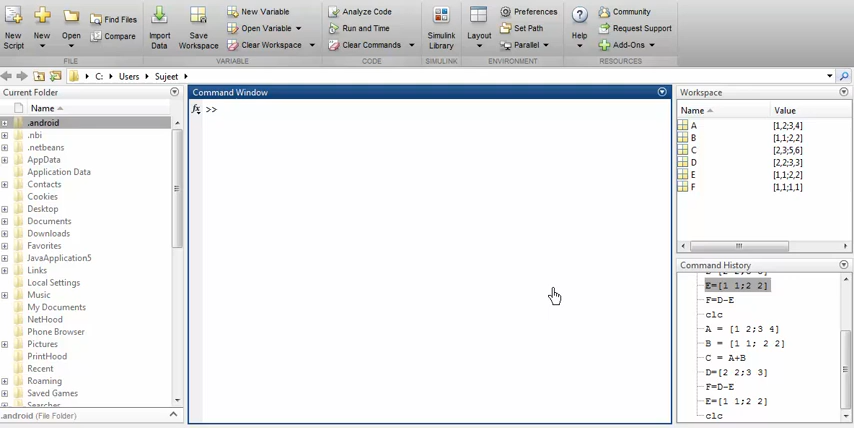 New Script
New
Open
Find Files
Compare
FILE
Import Data
Save Workspace
New Variable
Open Variable
Clear Workspace
VARIABLE
Analyze Code
Run and Time
Clear Commands
CODE
Simulink Library
SIMULINK
Layout
Preferences
Set Path
Parallel
ENVIRONMENT
Help
Community
Request Support
Add-Ons
RESOURCES
C:
Users
Sujeet
Current Folder
Name
.android
.nbi
.netbeans
AppData
Application Data
Contacts
Cookies
Desktop
Documents
Downloads
Favorites
JavaApplication5
Links
Local Settings
Music
My Documents
NetHood
Phone Browser
Pictures
PrintHood
Recent
Roaming
Saved Games
Searches
.android (File Folder)
Command Window
fx >>
Workspace
Name Value
A [1,2;3,4]
B [1,1;2,2]
C [2,3;5,6]
D [2,2;3,3]
E [1,1;2,2]
F [1,1;1,1]
Command History
E=[1 1;2 2]
F=D-E
clc
A = [1 2;3 4]
B = [1 1; 2 2]
C = A+B
D=[2 2;3 3]
F=D-E
E=[1 1;2 2]
clc